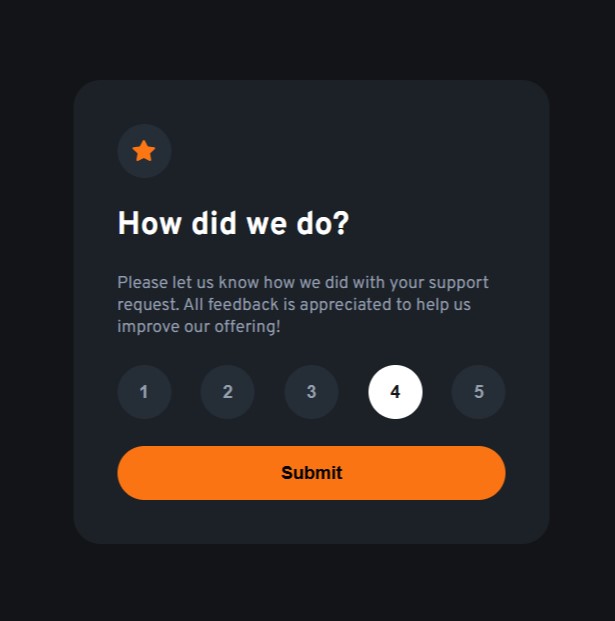 How did we do?
Please let us know how we did with your support
request. All feedback is appreciated to help us
improve our offering!
1 2 3 4 5
Submit